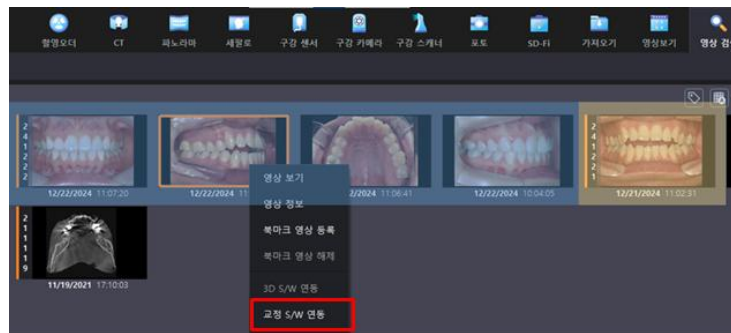 촬영오더 CT 파노라마 세팔로 구강 센서 구강 카메라 구강 스캐너 포토 SD-Fi 가져오기 영상보기 영상 검
241222
241221
12/22/2024 11:07:20 12/22/2024 11 2/2024 11:06:41 12/22/2024 10:04:05 12/21/2024 11:02:31
영상 보기
영상 정보
북마크 영상 등록
북마크 영상 해제
3D S/W 연동
교정 S/W 연동
211119
11/19/2021 17:10:03